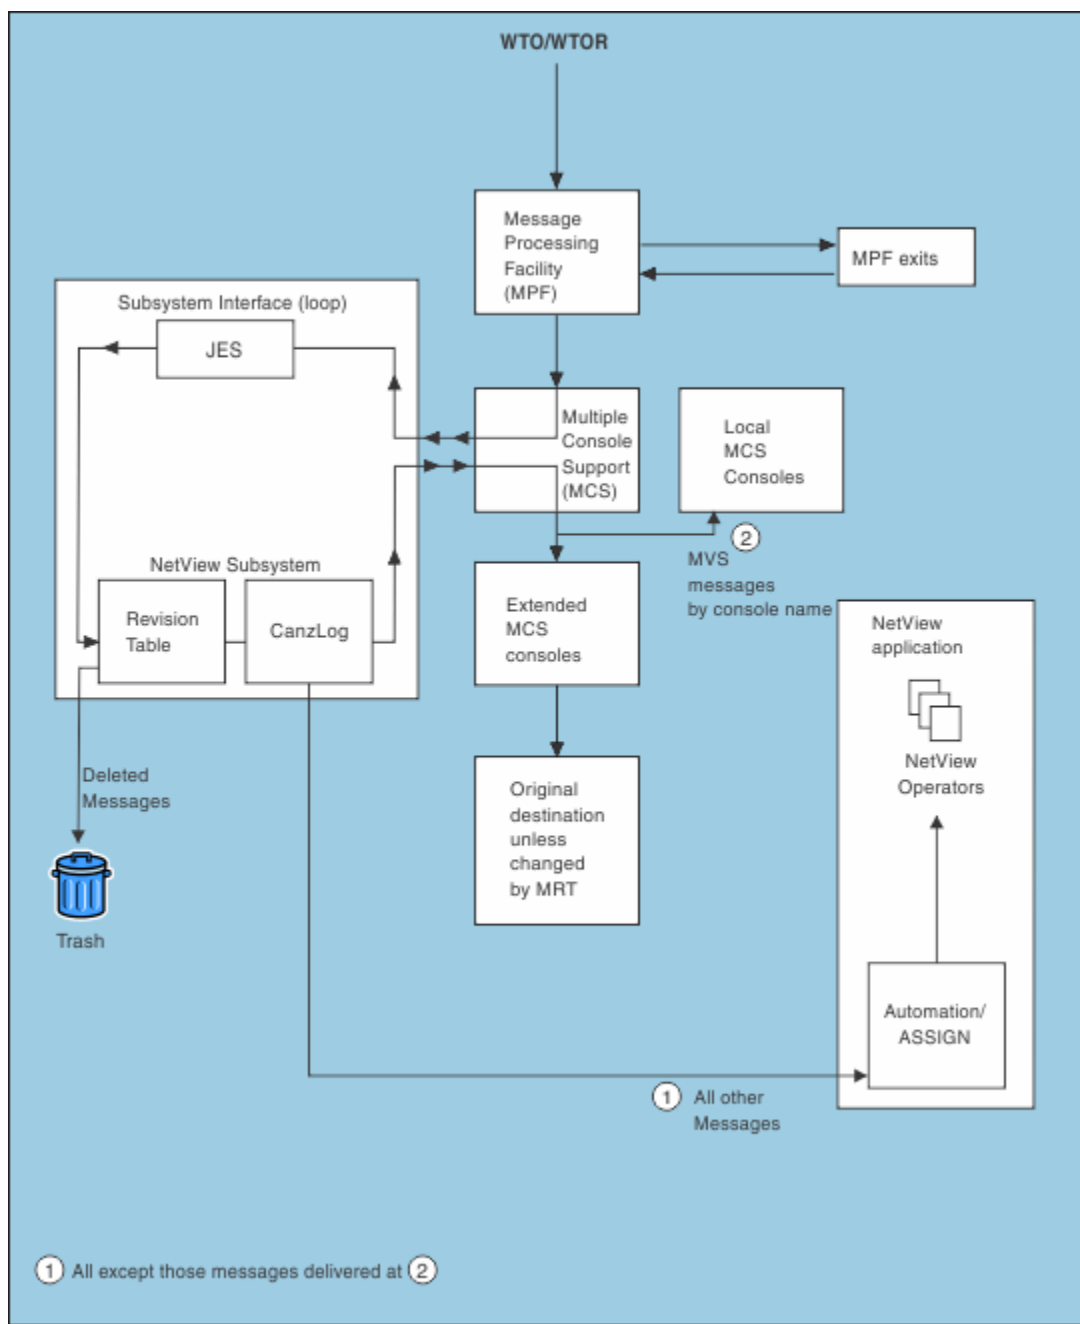 WTO/WTOR
Message
Processing
Facility
(MPF)
MPF exits
Subsystem Interface (loop)
JES
Multiple
Console
Support
(MCS)
Local
MCS
Consoles
2
MVS
messages
by console name
NetView Subsystem
Revision
Table
CanzLog
Extended
MCS
consoles
NetView
application
NetView
Operators
Deleted
Messages
Original
destination
unless
changed
by MRT
Trash
Automation/
ASSIGN
1 All other
Messages
1 All except those messages delivered at 2